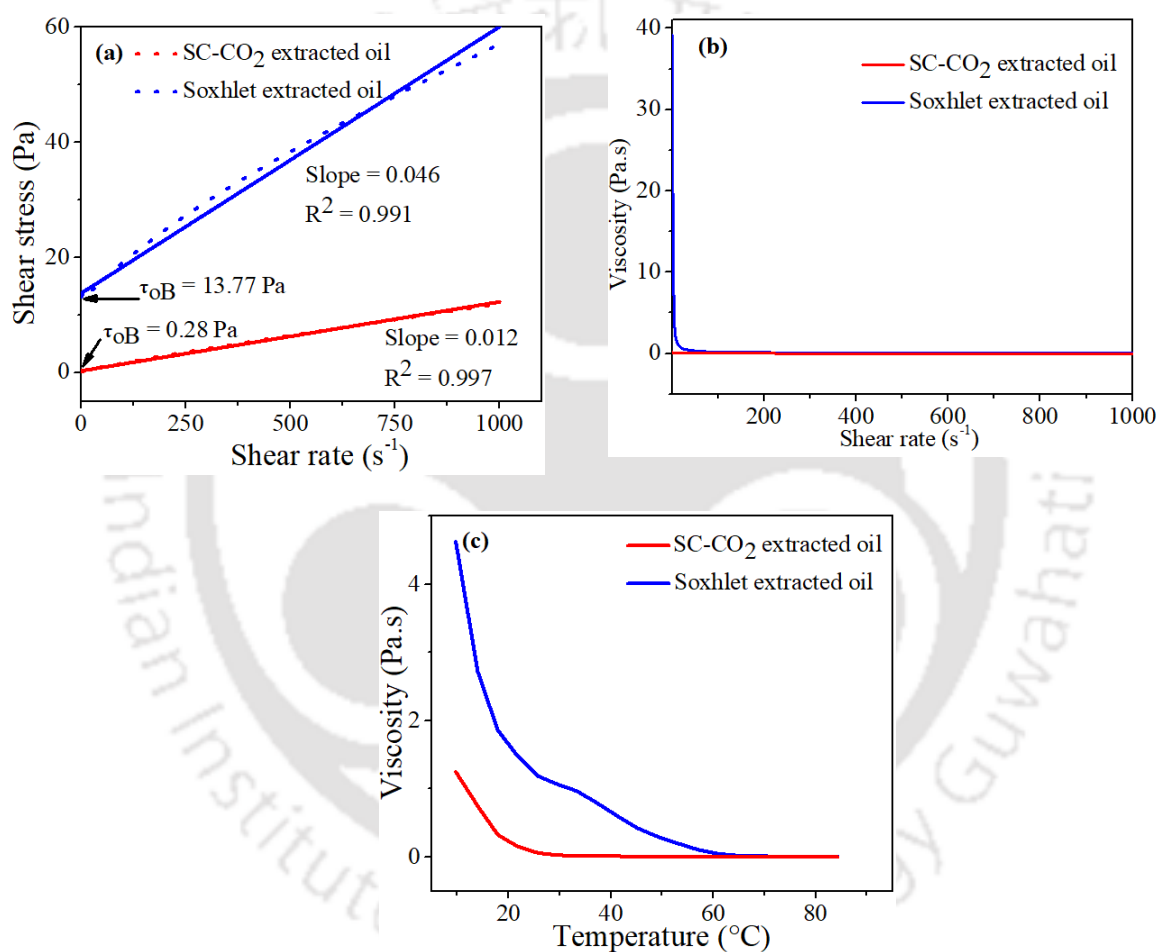 (a)
SC-CO2 extracted oil
Soxhlet extracted oil
Slope = 0.046
R2 = 0.991
τoB = 13.77 Pa
τoB = 0.28 Pa
Slope = 0.012
R2 = 0.997
Shear stress (Pa)
60
40
20
0
0 250 500 750 1000
Shear rate (s-1)
(b)
SC-CO2 extracted oil
Soxhlet extracted oil
Viscosity (Pa.s)
40
30
20
10
0
200 400 600 800 1000
Shear rate (s-1)
(c)
SC-CO2 extracted oil
Soxhlet extracted oil
Viscosity (Pa.s)
4
2
0
20 40 60 80
Temperature (°C)
Indian Institute
gy Guwahati